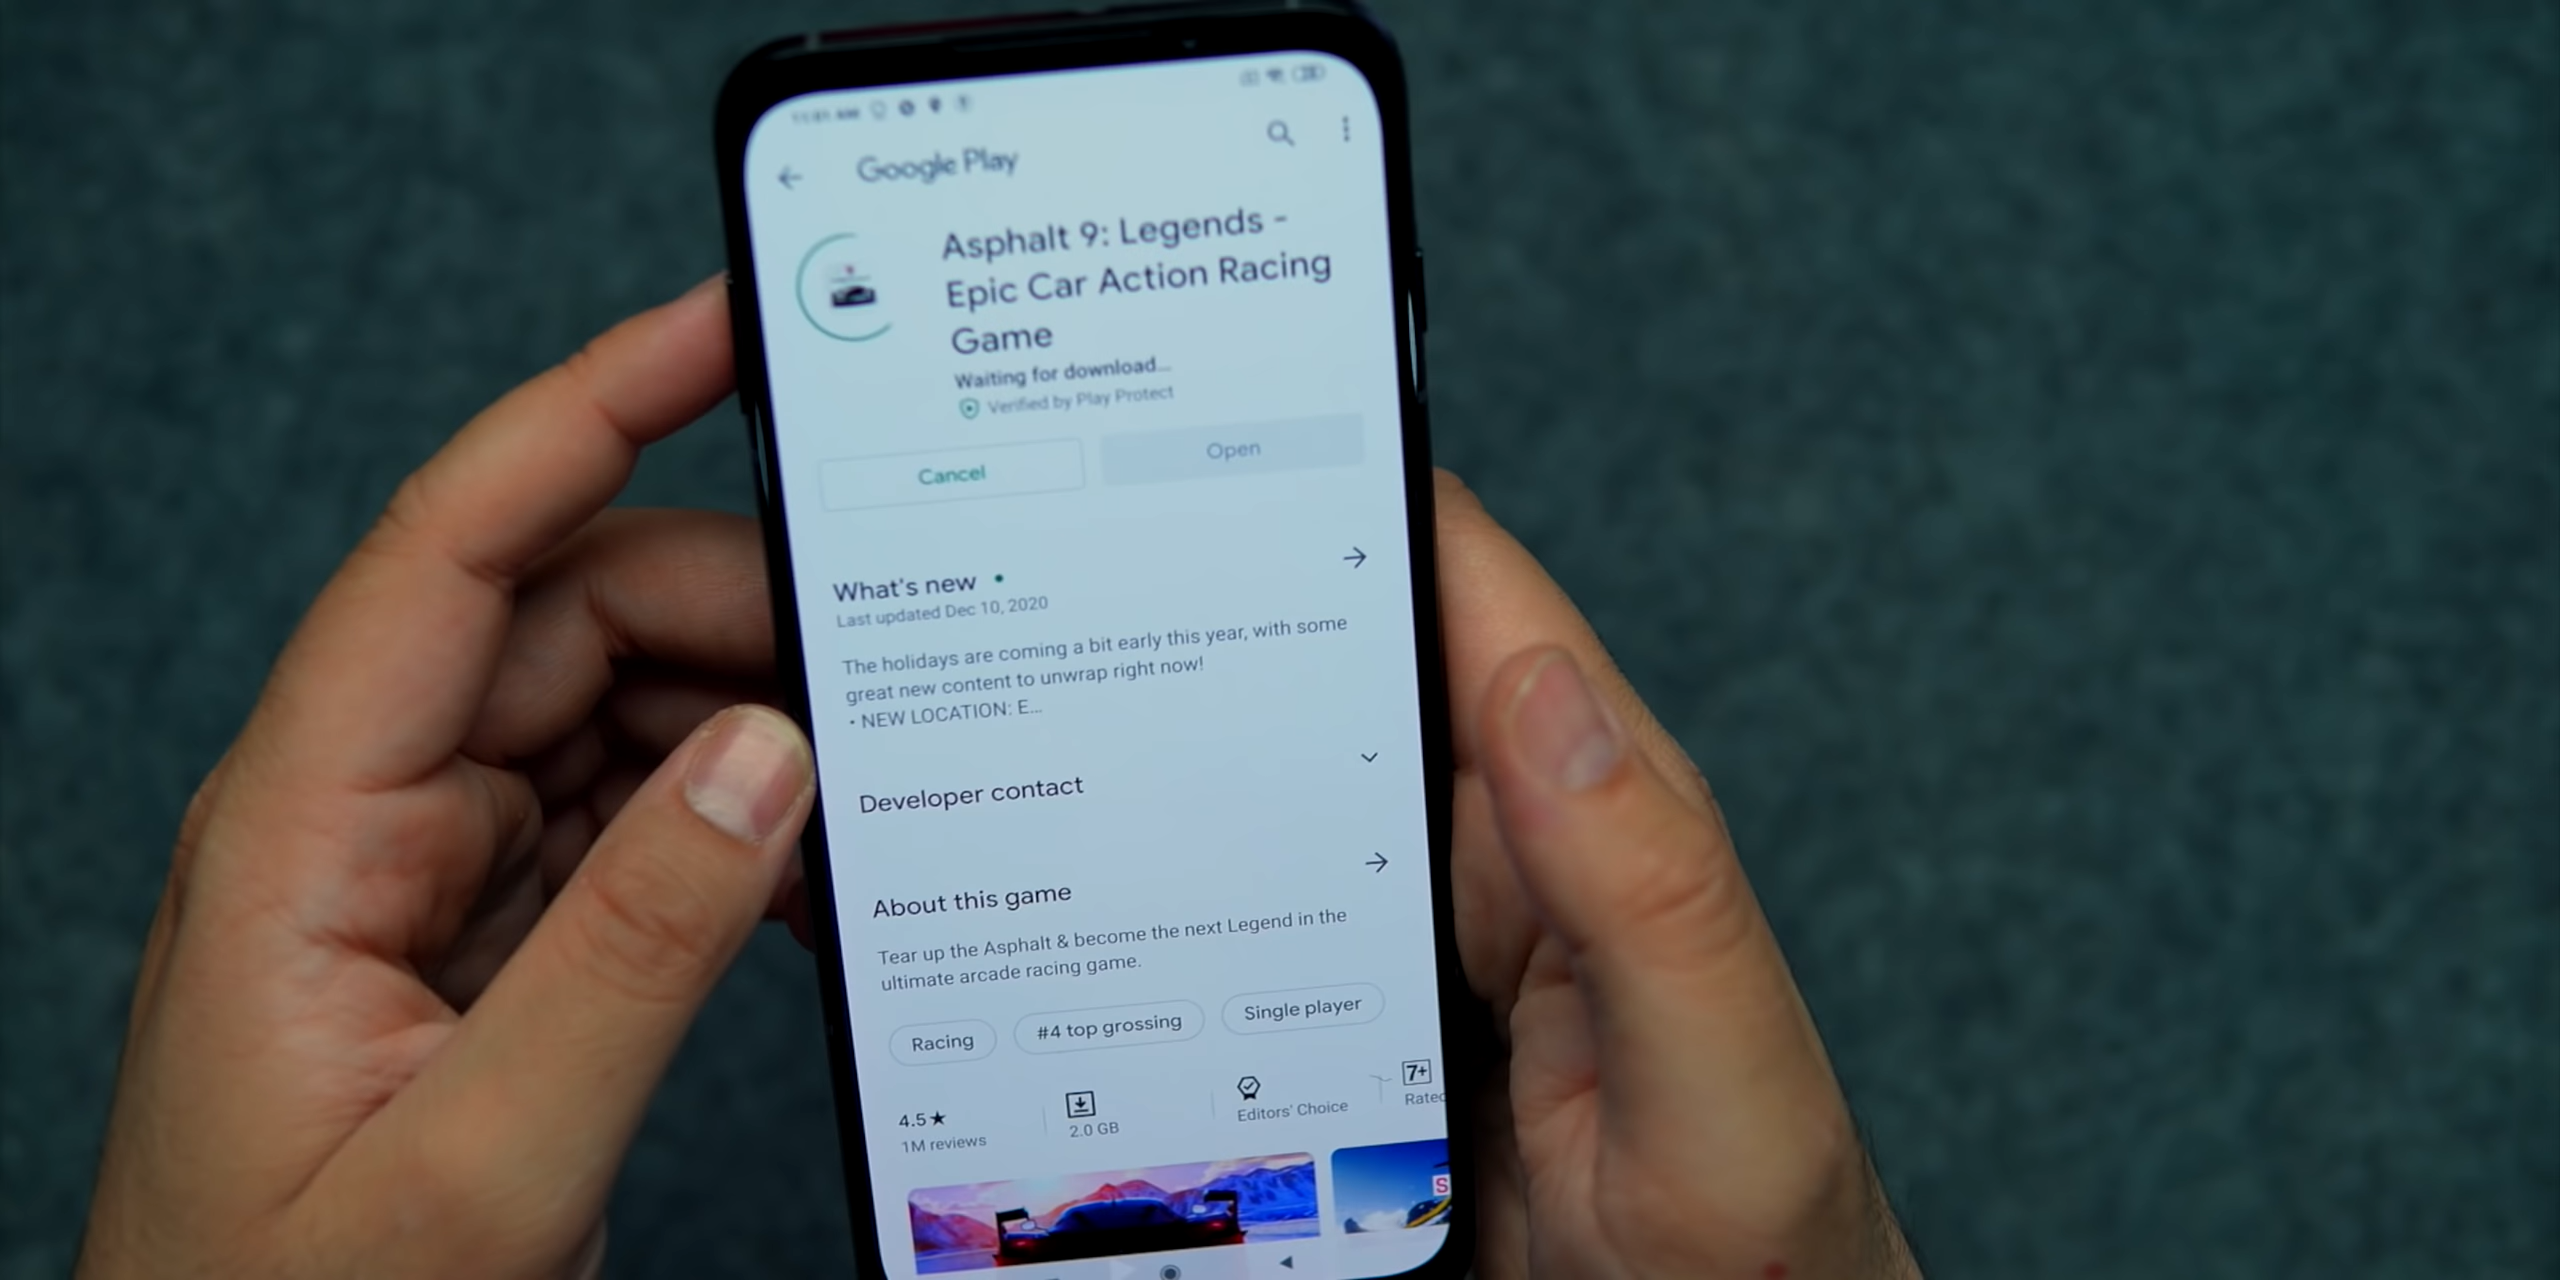 Google Play
Asphalt 9: Legends -
Epic Car Action Racing
Game
Waiting for download...
Verified by Play Protect
Cancel
Open
What's new
Last updated Dec 10, 2020
The holidays are coming a bit early this year, with some
great new content to unwrap right now!
• NEW LOCATION: E...
Developer contact
About this game
Tear up the Asphalt & become the next Legend in the
ultimate arcade racing game.
Racing
#4 top grossing
Single player
4.5★
1M reviews
2.0 GB
Editors' Choice
7+
Rated
S